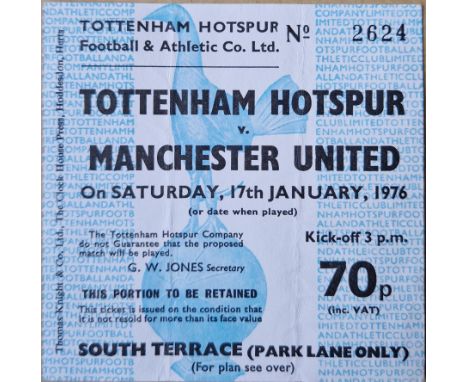 TOTTENHAM HOTSPUR
Football & Athletic Co. Ltd.
Nº 2624
TOTTENHAM HOTSPUR
v.
MANCHESTER UNITED
On SATURDAY, 17th JANUARY, 1976
(or date when played)
The Tottenham Hotspur Company
do not Guarantee that the proposed
match will be played.
G. W. JONES Secretary
Kick-off 3 p.m.
70p
(inc. VAT)
THIS PORTION TO BE RETAINED
This ticket is issued on the condition that
it is not resold for more than its face value
SOUTH TERRACE (PARK LANE ONLY)
(For plan see over)
Thomas Knight & Co. Ltd., The Clock House Press, Hoddesdon, Herts.